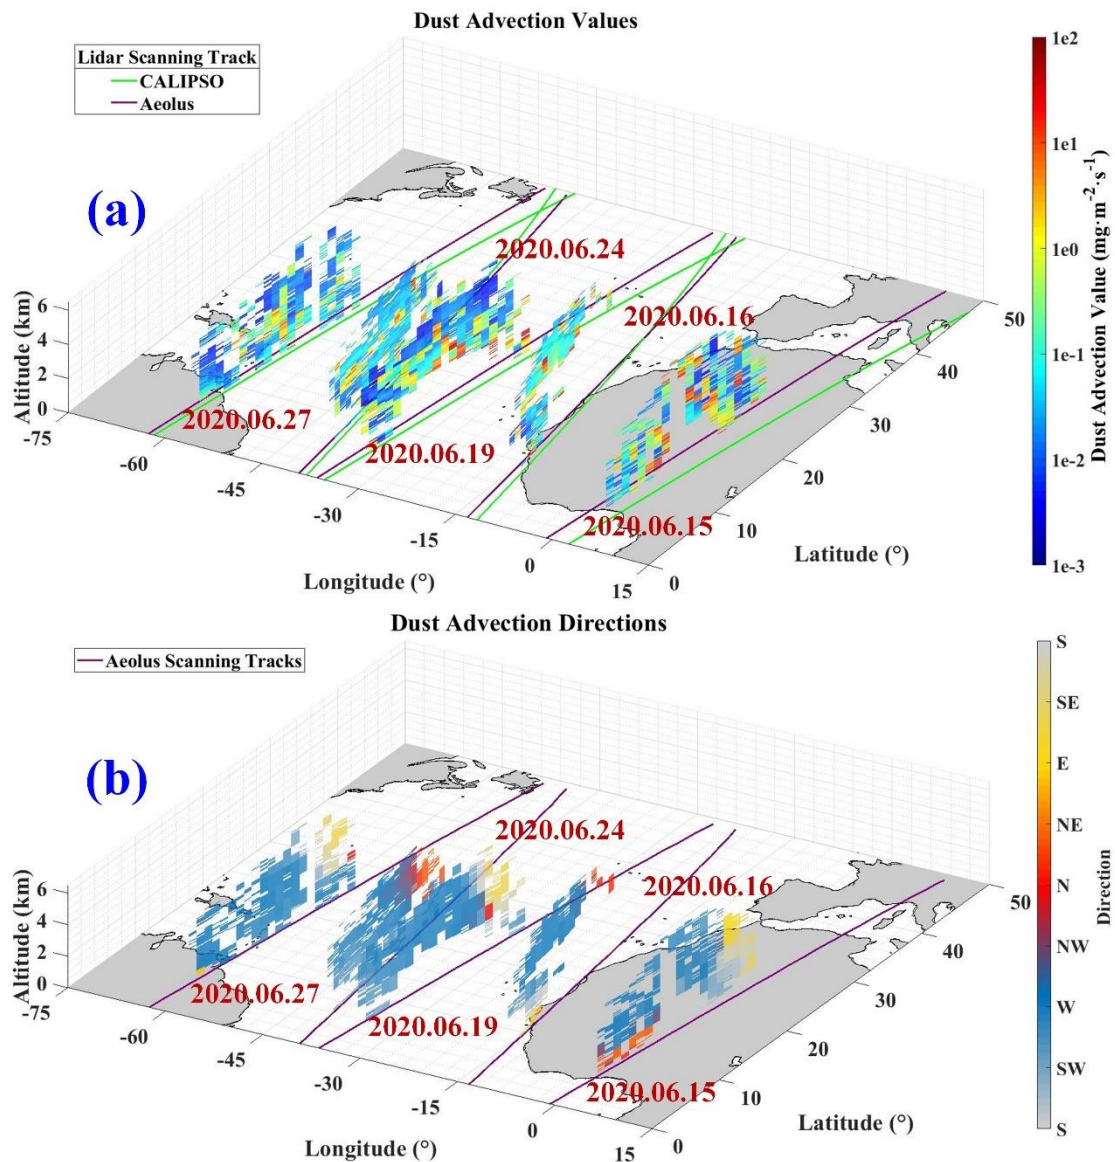 Dust Advection Values
Lidar Scanning Track
CALIPSO
Aeolus
(a)
2020.06.24
2020.06.16
2020.06.27
2020.06.19
2020.06.15
Altitude (km)
6
4
2
0
-75
-60
-45
-30
-15
0
15
Longitude (°)
0
10
20
30
40
50
Latitude (°)
1e2
1e1
1e0
1e-1
1e-2
1e-3
Dust Advection Value (mg·m⁻²·s⁻¹)
Dust Advection Directions
Aeolus Scanning Tracks
(b)
2020.06.24
2020.06.16
2020.06.27
2020.06.19
2020.06.15
Altitude (km)
6
4
2
0
-75
-60
-45
-30
-15
0
15
Longitude (°)
0
10
20
30
40
50
Latitude (°)
S
SE
E
NE
N
NW
W
SW
S
Direction